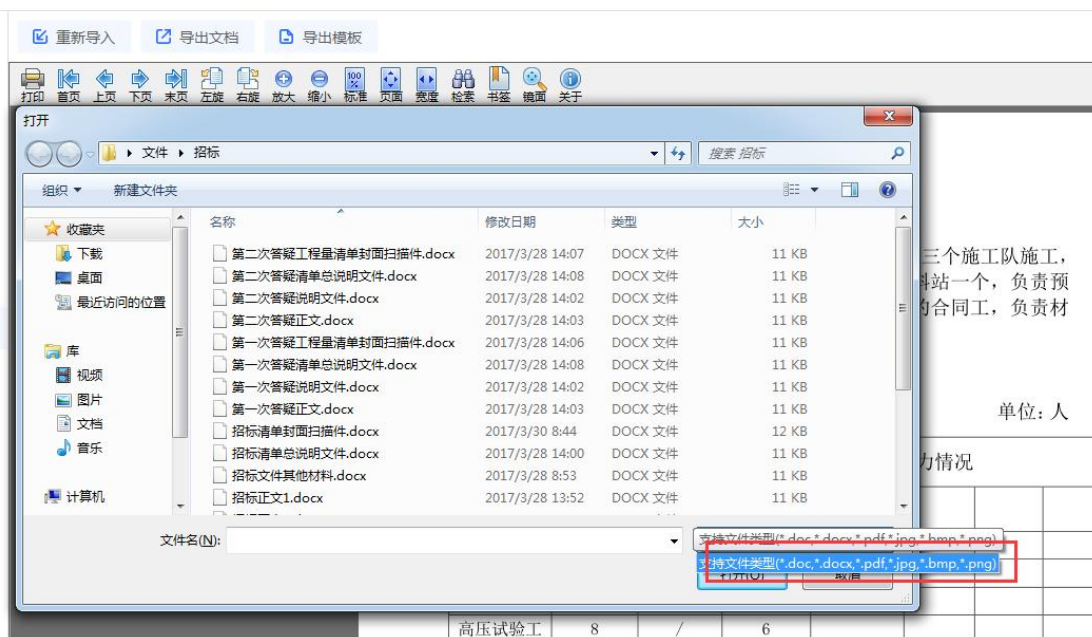 重新导入 导出文档 导出模板
打印 首页 上页 下页 末页 左旋 右旋 放大 缩小 标准 页面 宽度 检索 书签 镜面 关于
打开
文件 招标 搜索 招标
组织 新建文件夹
名称 修改日期 类型 大小
收藏夹
下载
桌面
最近访问的位置
库
视频
图片
文档
音乐
计算机
第二次答疑工程量清单封面扫描件.docx 2017/3/28 14:07 DOCX 文件 11 KB
第二次答疑清单总说明文件.docx 2017/3/28 14:08 DOCX 文件 11 KB
第二次答疑说明文件.docx 2017/3/28 14:02 DOCX 文件 11 KB
第二次答疑正文.docx 2017/3/28 14:03 DOCX 文件 11 KB
第一次答疑工程量清单封面扫描件.docx 2017/3/28 14:06 DOCX 文件 11 KB
第一次答疑清单总说明文件.docx 2017/3/28 14:08 DOCX 文件 11 KB
第一次答疑说明文件.docx 2017/3/28 14:02 DOCX 文件 11 KB
第一次答疑正文.docx 2017/3/28 14:03 DOCX 文件 11 KB
招标清单封面扫描件.docx 2017/3/30 8:44 DOCX 文件 12 KB
招标清单总说明文件.docx 2017/3/28 14:00 DOCX 文件 11 KB
招标文件其他材料.docx 2017/3/28 8:53 DOCX 文件 11 KB
招标正文1.docx 2017/3/28 13:52 DOCX 文件 11 KB
文件名(N): 支持文件类型(*.doc,*.docx,*.pdf,*.jpg,*.bmp,*.png)
支持文件类型(*.doc,*.docx,*.pdf,*.jpg,*.bmp,*.png)
打开(O) 取消
三个施工队施工，
料站一个，负责预
的合同工，负责材
单位：人
力情况
高压试验工 8 / 6